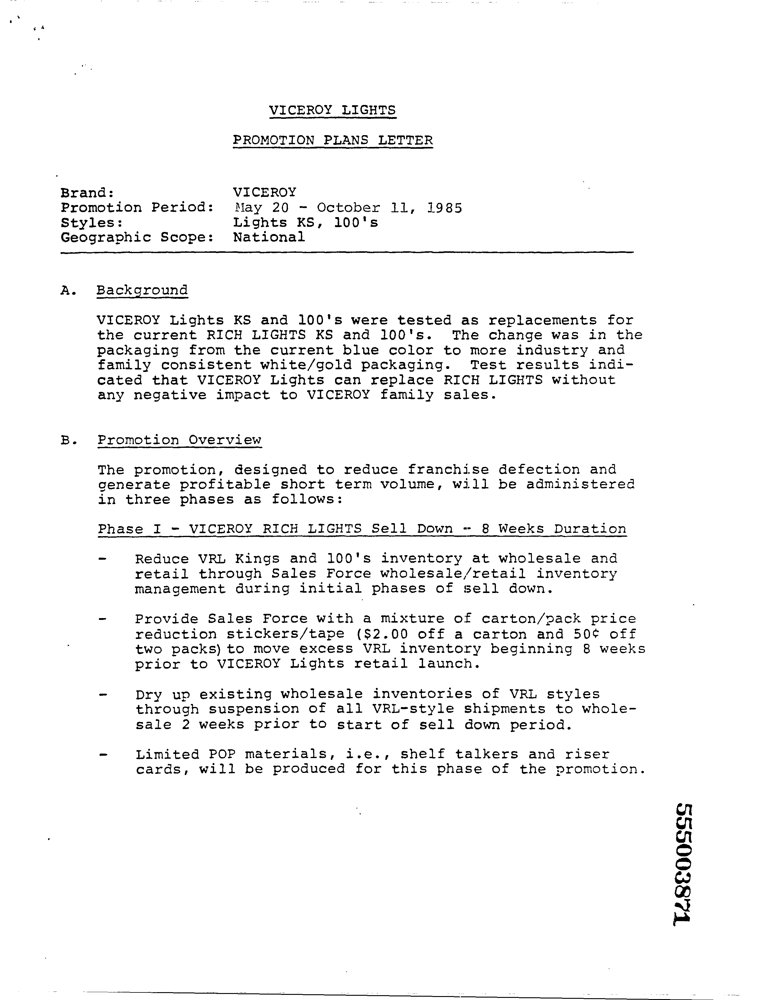 VICEROY LIGHTS
PROMOTION PLANS LETTER
Brand: VICEROY
Promotion Period: May 20 - October 11, 1985
Styles: Lights KS, 100's
Geographic Scope: National
A. Background
VICEROY Lights KS and 100's were tested as replacements for
the current RICH LIGHTS KS and 100's. The change was in the
packaging from the current blue color to more industry and
family consistent white/gold packaging. Test results indi-
cated that VICEROY Lights can replace RICH LIGHTS without
any negative impact to VICEROY family sales.
B. Promotion Overview
The promotion, designed to reduce franchise defection and
generate profitable short term volume, will be administered
in three phases as follows:
Phase I - VICEROY RICH LIGHTS Sell Down - 8 Weeks Duration
- Reduce VRL Kings and 100's inventory at wholesale and
retail through Sales Force wholesale/retail inventory
management during initial phases of sell down.
- Provide Sales Force with a mixture of carton/pack price
reduction stickers/tape ($2.00 off a carton and 50¢ off
two packs) to move excess VRL inventory beginning 8 weeks
prior to VICEROY Lights retail launch.
- Dry up existing wholesale inventories of VRL styles
through suspension of all VRL-style shipments to whole-
sale 2 weeks prior to start of sell down period.
- Limited POP materials, i.e., shelf talkers and riser
cards, will be produced for this phase of the promotion.
555003871